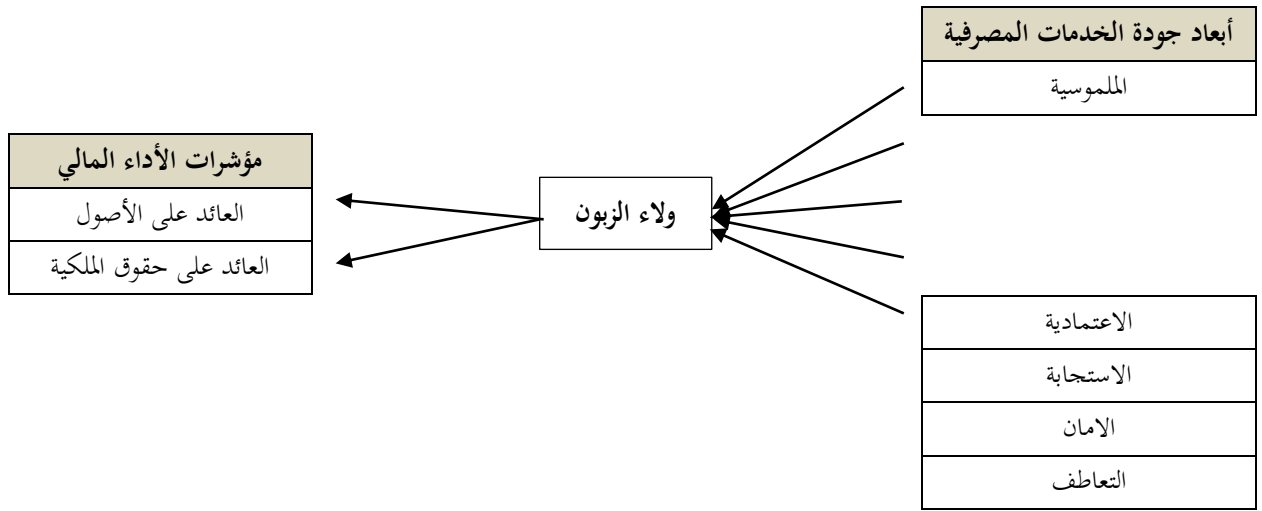 أبعاد جودة الخدمات المصرفية
الملموسية
مؤشرات الأداء المالي
العائد على الأصول
العائد على حقوق الملكية
ولاء الزبون
الاعتمادية
الاستجابة
الامان
التعاطف